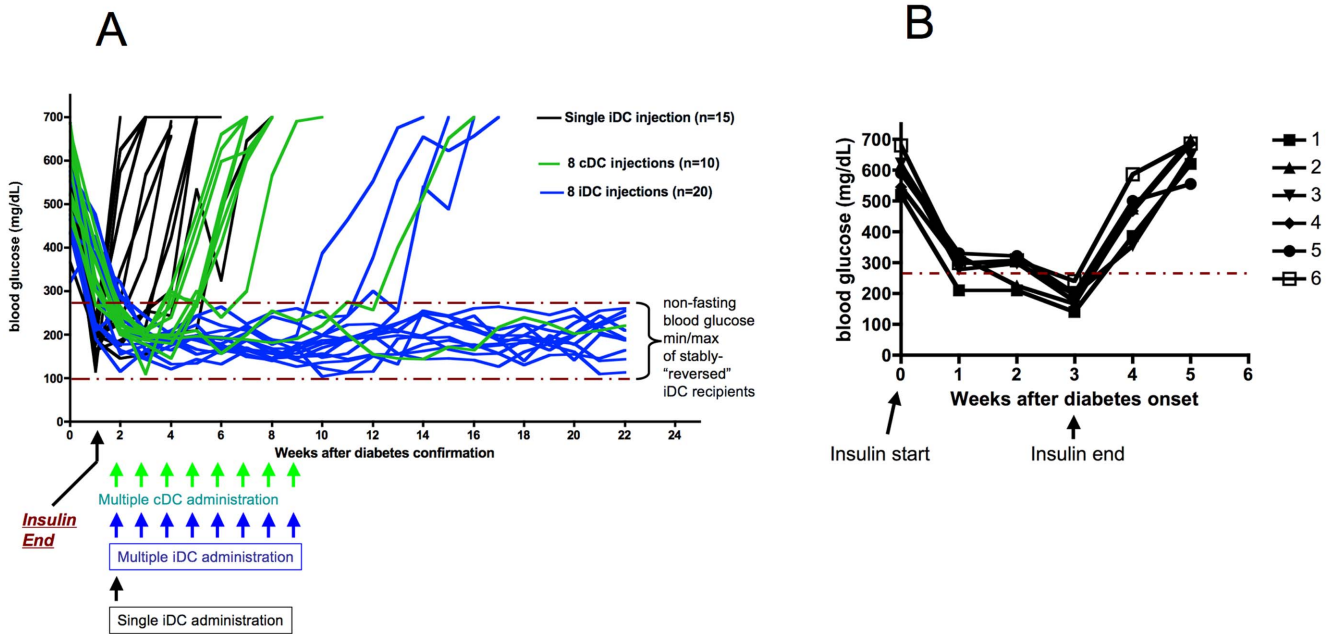 A
blood glucose (mg/dL)
700
600
500
400
300
200
100
0
0
2
4
6
8
10
12
14
16
18
20
22
24
Weeks after diabetes confirmation
Single iDC injection (n=15)
8 cDC injections (n=10)
8 iDC injections (n=20)
non-fasting
blood glucose
min/max
of stably-
“reversed”
iDC recipients
Insulin
End
Multiple cDC administration
Multiple iDC administration
Single iDC administration
B
blood glucose (mg/dL)
700
600
500
400
300
200
100
0
0
1
2
3
4
5
6
Weeks after diabetes onset
Insulin start
Insulin end
1
2
3
4
5
6